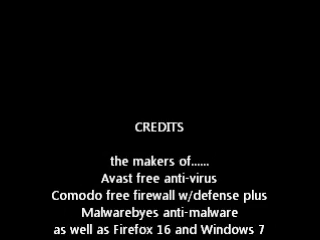 CREDITS
the makers of......
Avast free anti-virus
Comodo free firewall w/defense plus
Malwarebyes anti-malware
as well as Firefox 16 and Windows 7